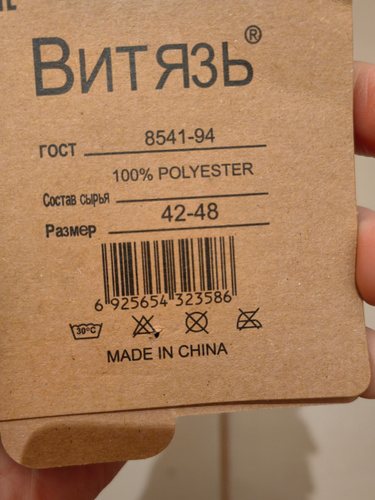 Витязь®
ГОСТ 8541-94
100% POLYESTER
Состав сырья
Размер 42-48
6 925654 323586
30°C
MADE IN CHINA